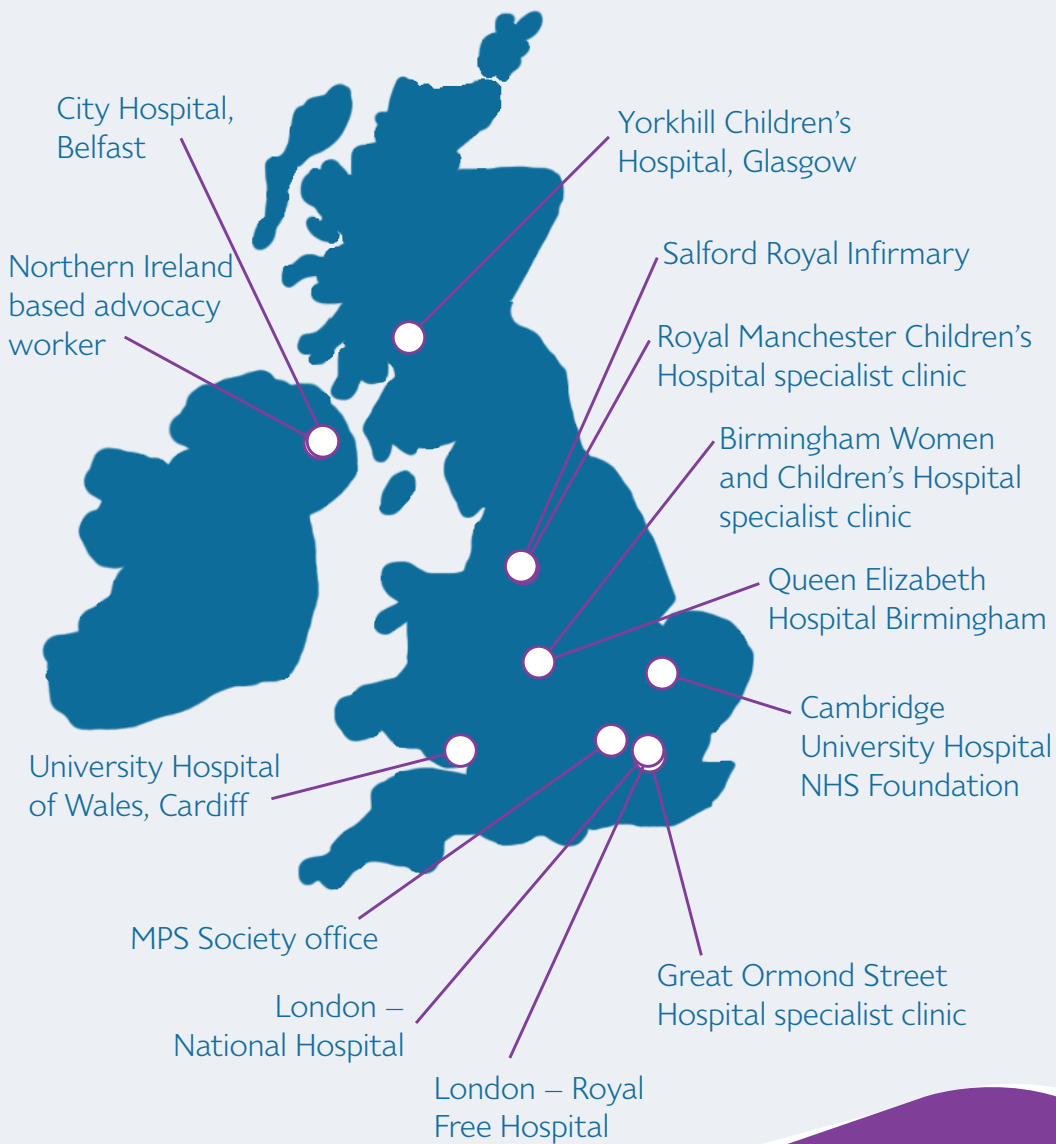 City Hospital,
Belfast
Yorkhill Children’s
Hospital, Glasgow
Northern Ireland
based advocacy
worker
Salford Royal Infirmary
Royal Manchester Children’s
Hospital specialist clinic
Birmingham Women
and Children’s Hospital
specialist clinic
Queen Elizabeth
Hospital Birmingham
Cambridge
University Hospital
NHS Foundation
University Hospital
of Wales, Cardiff
MPS Society office
London –
National Hospital
Great Ormond Street
Hospital specialist clinic
London – Royal
Free Hospital